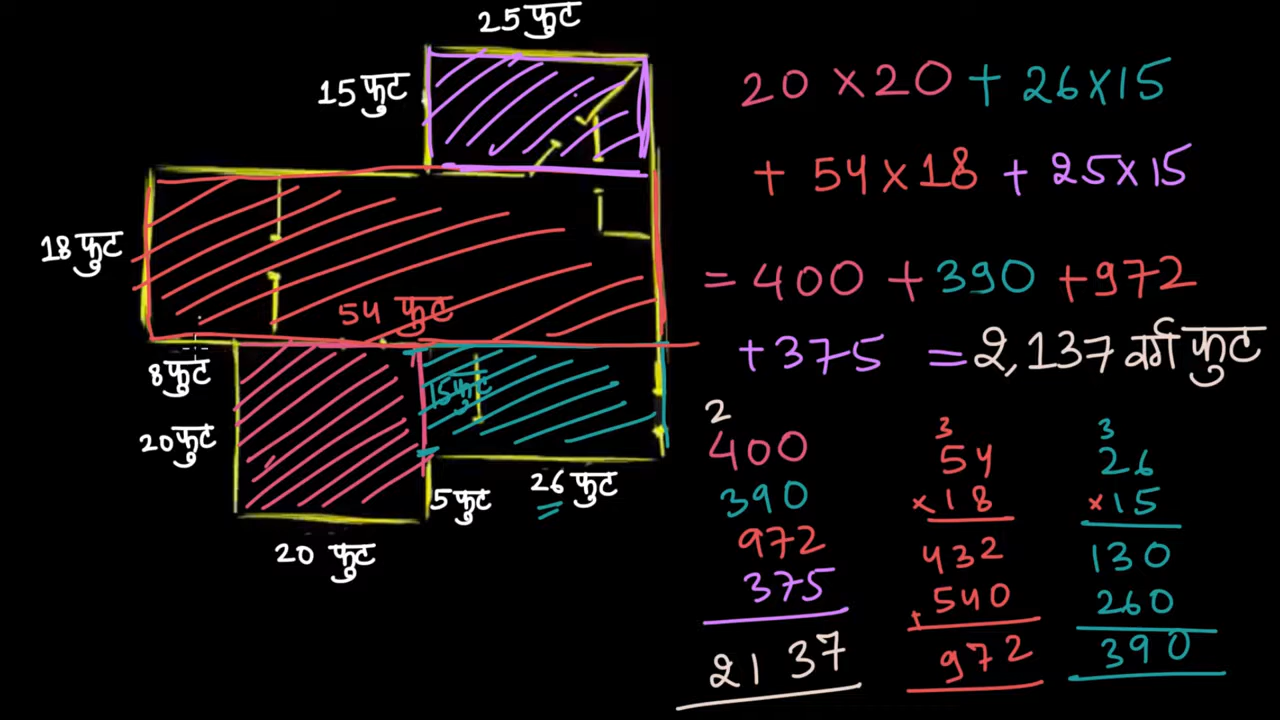 25 फुट
15 फुट
18 फुट
54 फुट
8 फुट
15 फुट
20 फुट
5 फुट
26 फुट
20 फुट
20 × 20 + 26 × 15
+ 54 × 18 + 25 × 15
= 400 + 390 + 972
+ 375 = 2,137 वर्ग फुट
2
400
390
972
375
2137
3
54
× 18
432
+ 540
972
3
26
× 15
130
260
390